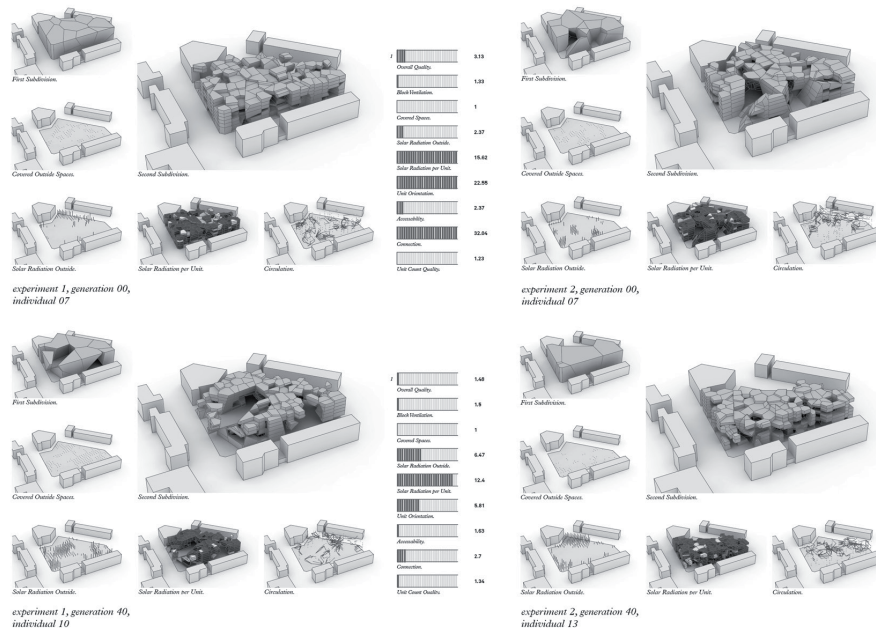 First Subdivision.
Covered Outside Spaces.
Second Subdivision.
Solar Radiation Outside.
Solar Radiation per Unit.
Circulation.
experiment 1, generation 00,
individual 07
1
3.13
Overall Quality.
1.33
Block Ventilation.
1
Covered Spaces.
2.37
Solar Radiation Outside.
15.62
Solar Radiation per Unit.
22.55
Unit Orientation.
2.37
Accessability.
32.04
Connection.
1.23
Unit Count Quality.
First Subdivision.
Covered Outside Spaces.
Second Subdivision.
Solar Radiation Outside.
Solar Radiation per Unit.
Circulation.
experiment 2, generation 00,
individual 07
First Subdivision.
Covered Outside Spaces.
Second Subdivision.
Solar Radiation Outside.
Solar Radiation per Unit.
Circulation.
experiment 1, generation 40,
individual 10
1
1.48
Overall Quality.
1.5
Block Ventilation.
1
Covered Spaces.
6.47
Solar Radiation Outside.
12.4
Solar Radiation per Unit.
5.81
Unit Orientation.
1.63
Accessability.
2.7
Connection.
1.34
Unit Count Quality.
First Subdivision.
Covered Outside Spaces.
Second Subdivision.
Solar Radiation Outside.
Solar Radiation per Unit.
Circulation.
experiment 2, generation 40,
individual 13